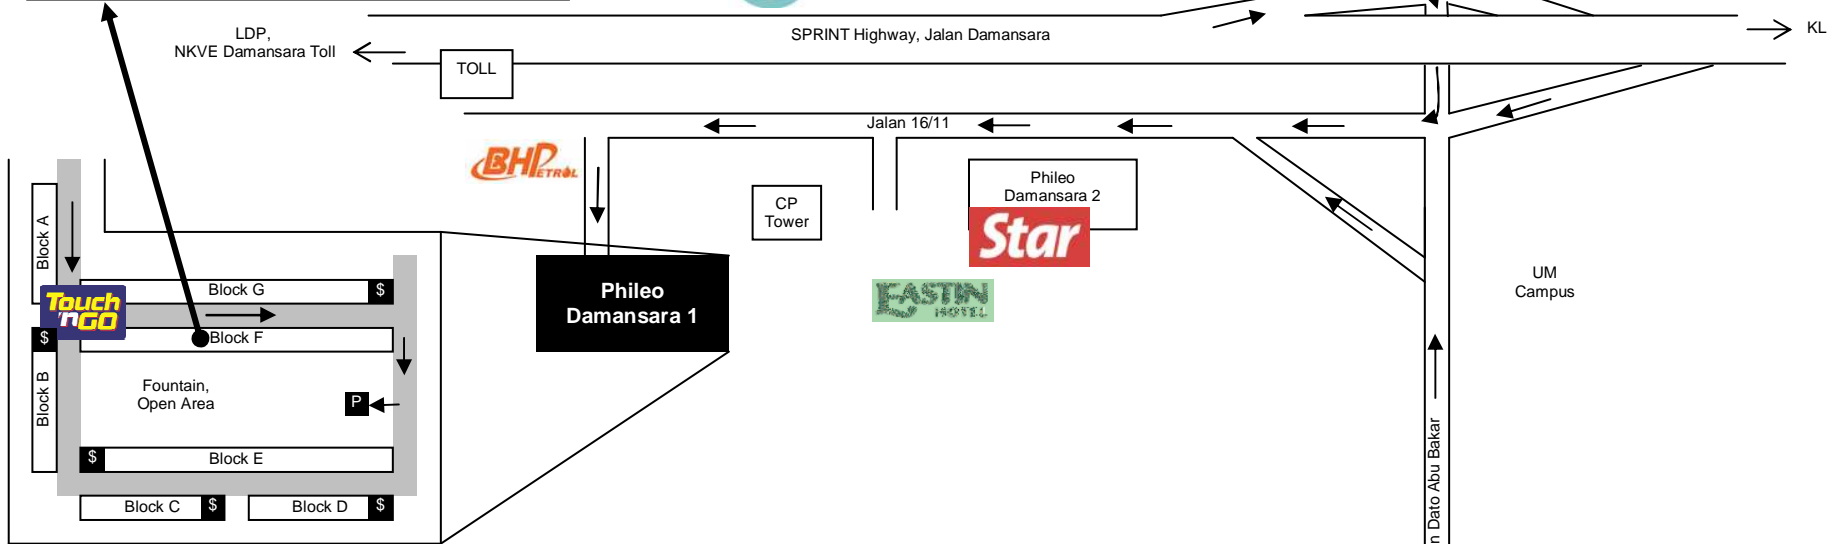 LDP,
NKVE Damansara Toll
TOLL
SPRINT Highway, Jalan Damansara
KL
Jalan 16/11
BHPETROL
CP
Tower
Phileo
Damansara 2
Star
EASTIN
HOTEL
UM
Campus
Phileo
Damansara 1
Block A
Block G
$
Touch
'nGO
$
Block F
Block B
Fountain,
Open Area
P
$
Block E
Block C
$
Block D
$
n Dato Abu Bakar